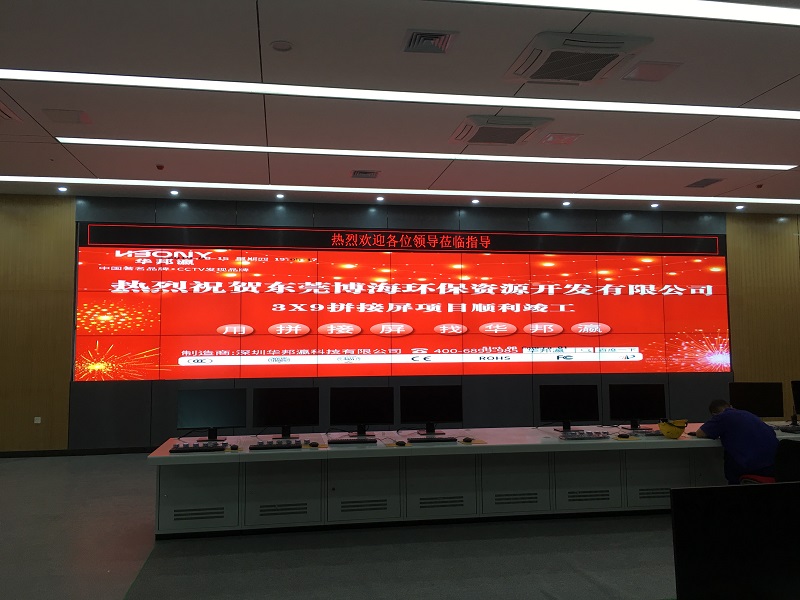 热烈欢迎各位领导莅临指导
华邦瀛
中国著名品牌·CCTV发现品牌
热烈祝贺东莞博海环保资源开发有限公司
3X9拼接屏项目顺利竣工
用 拼 接 屏 找 华 邦 瀛
制造商:深圳华邦瀛科技有限公司
CCC CE ROHS FC